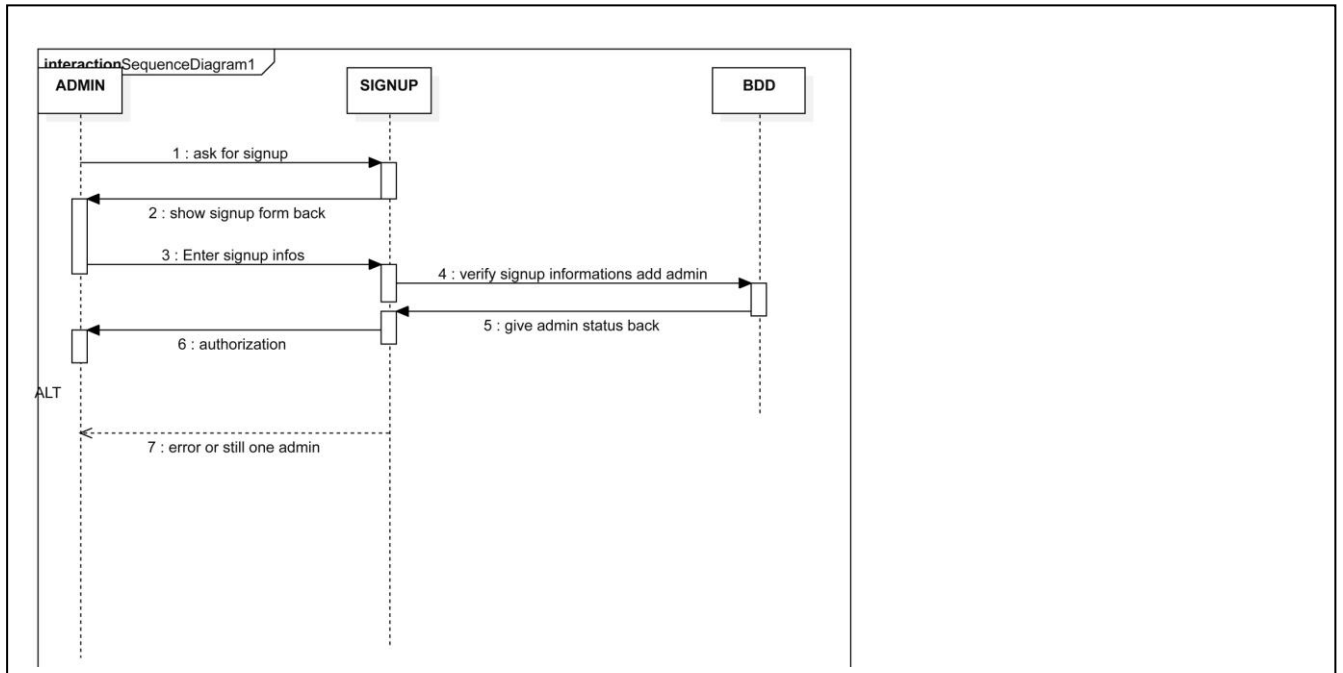 interactionSequenceDiagram1
ADMIN
SIGNUP
BDD
1 : ask for signup
2 : show signup form back
3 : Enter signup infos
4 : verify signup informations add admin
5 : give admin status back
6 : authorization
ALT
7 : error or still one admin